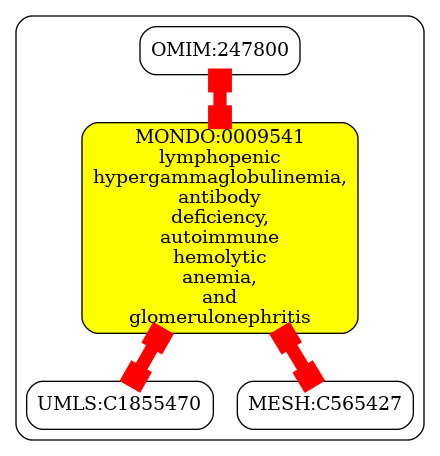 OMIM:247800
MONDO:0009541
lymphopenic
hypergammaglobulinemia,
antibody
deficiency,
autoimmune
hemolytic
anemia,
and
glomerulonephritis
UMLS:C1855470
MESH:C565427